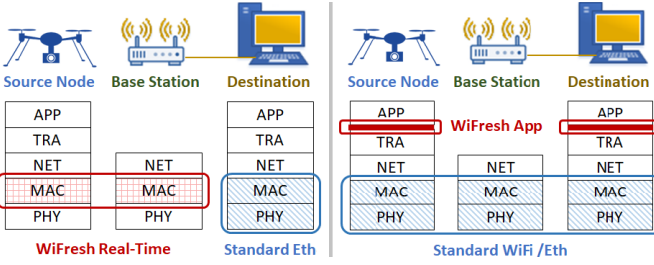 Source Node Base Station Destination
APP APP
TRA TRA
NET NET NET
MAC MAC MAC
PHY PHY PHY
WiFresh Real-Time Standard Eth
Source Node Base Station Destination
APP APP
WiFresh App
TRA TRA
NET NET NET
MAC MAC MAC
PHY PHY PHY
Standard WiFi /Eth